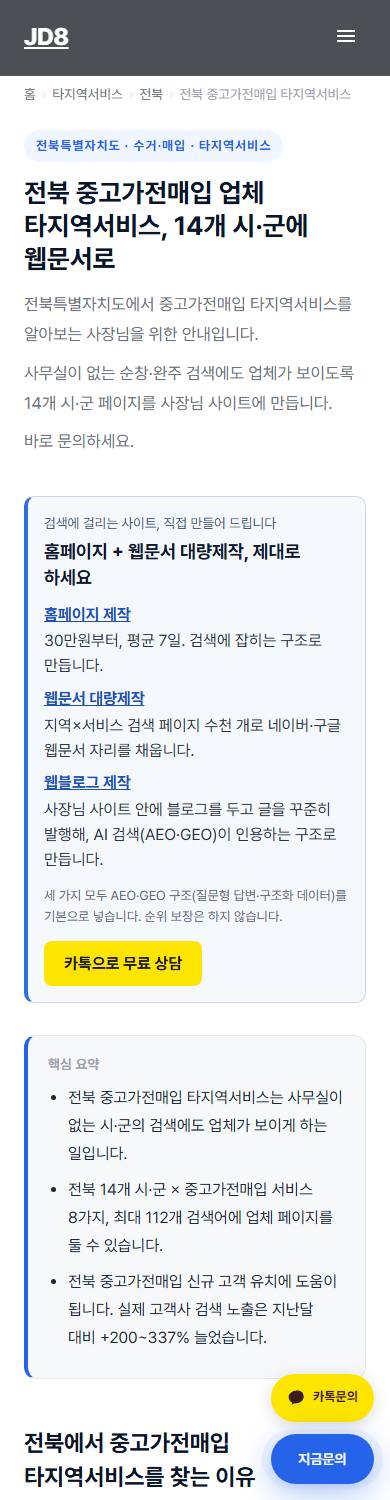 JD8
홈 › 타지역서비스 › 전북 › 전북 중고가전매입 타지역서비스
전북특별자치도 · 수거·매입 · 타지역서비스
전북 중고가전매입 업체
타지역서비스, 14개 시·군에
웹문서로
전북특별자치도에서 중고가전매입 타지역서비스를
알아보는 사장님을 위한 안내입니다.
사무실이 없는 순창·완주 검색에도 업체가 보이도록
14개 시·군 페이지를 사장님 사이트에 만듭니다.
바로 문의하세요.
검색에 걸리는 사이트, 직접 만들어 드립니다
홈페이지 + 웹문서 대량제작, 제대로
하세요
홈페이지 제작
30만원부터, 평균 7일. 검색에 잡히는 구조로
만듭니다.
웹문서 대량제작
지역×서비스 검색 페이지 수천 개로 네이버·구글
웹문서 자리를 채웁니다.
웹블로그 제작
사장님 사이트 안에 블로그를 두고 글을 꾸준히
발행해, AI 검색(AEO·GEO)이 인용하는 구조로
만듭니다.
세 가지 모두 AEO·GEO 구조(질문형 답변·구조화 데이터)를
기본으로 넣습니다. 순위 보장은 하지 않습니다.
카톡으로 무료 상담
핵심 요약
• 전북 중고가전매입 타지역서비스는 사무실이
없는 시·군의 검색에도 업체가 보이게 하는
일입니다.
• 전북 14개 시·군 × 중고가전매입 서비스
8가지, 최대 112개 검색어에 업체 페이지를
둘 수 있습니다.
• 전북 중고가전매입 신규 고객 유치에 도움이
됩니다. 실제 고객사 검색 노출은 지난달
대비 +200~337% 늘었습니다.
카톡문의
전북에서 중고가전매입
타지역서비스를 찾는 이유
지금문의